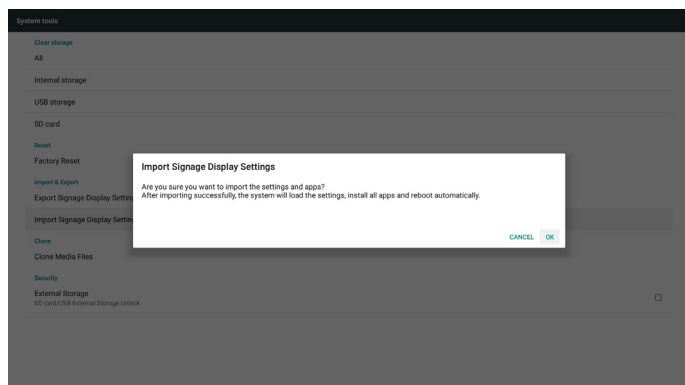 System tools
Clear storage
All
Internal storage
USB storage
SD card
Reset
Factory Reset
Import & Export
Export Signage Display Setting
Import Signage Display Settin
Import Signage Display Settings
Are you sure you want to import the settings and apps?
After importing successfully, the system will load the settings, install all apps and reboot automatically.
CANCEL OK
Clone
Clone Media Files
Security
External Storage
SD card/USB External Storage Unlock